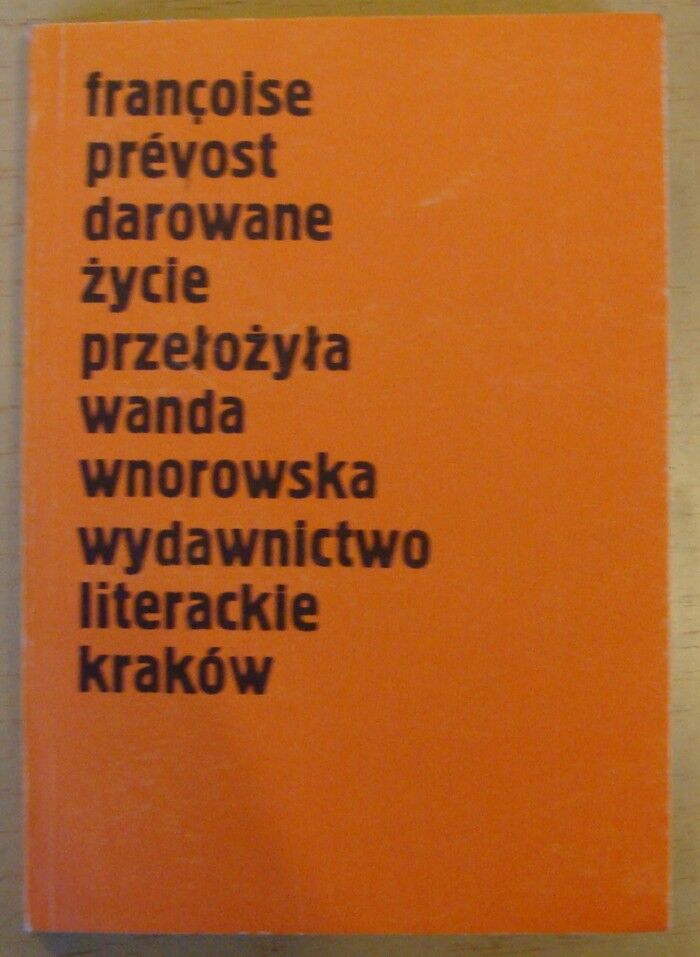 françoise
prévost
darowane
życie
przełożyła
wanda
wnorowska
wydawnictwo
literackie
kraków